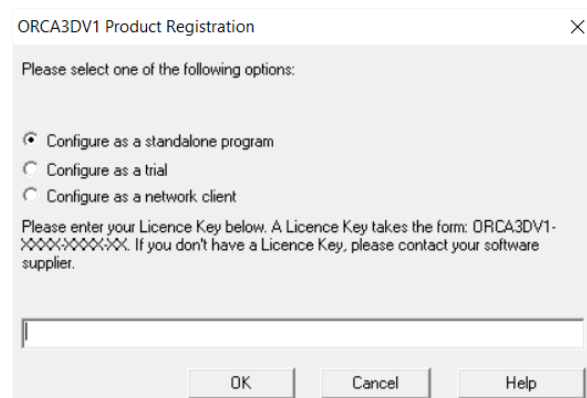 ORCA3DV1 Product Registration
Please select one of the following options:
Configure as a standalone program
Configure as a trial
Configure as a network client
Please enter your Licence Key below. A Licence Key takes the form: ORCA3DV1-
XXXX-XXXX-XX. If you don't have a Licence Key, please contact your software
supplier.
OK Cancel Help